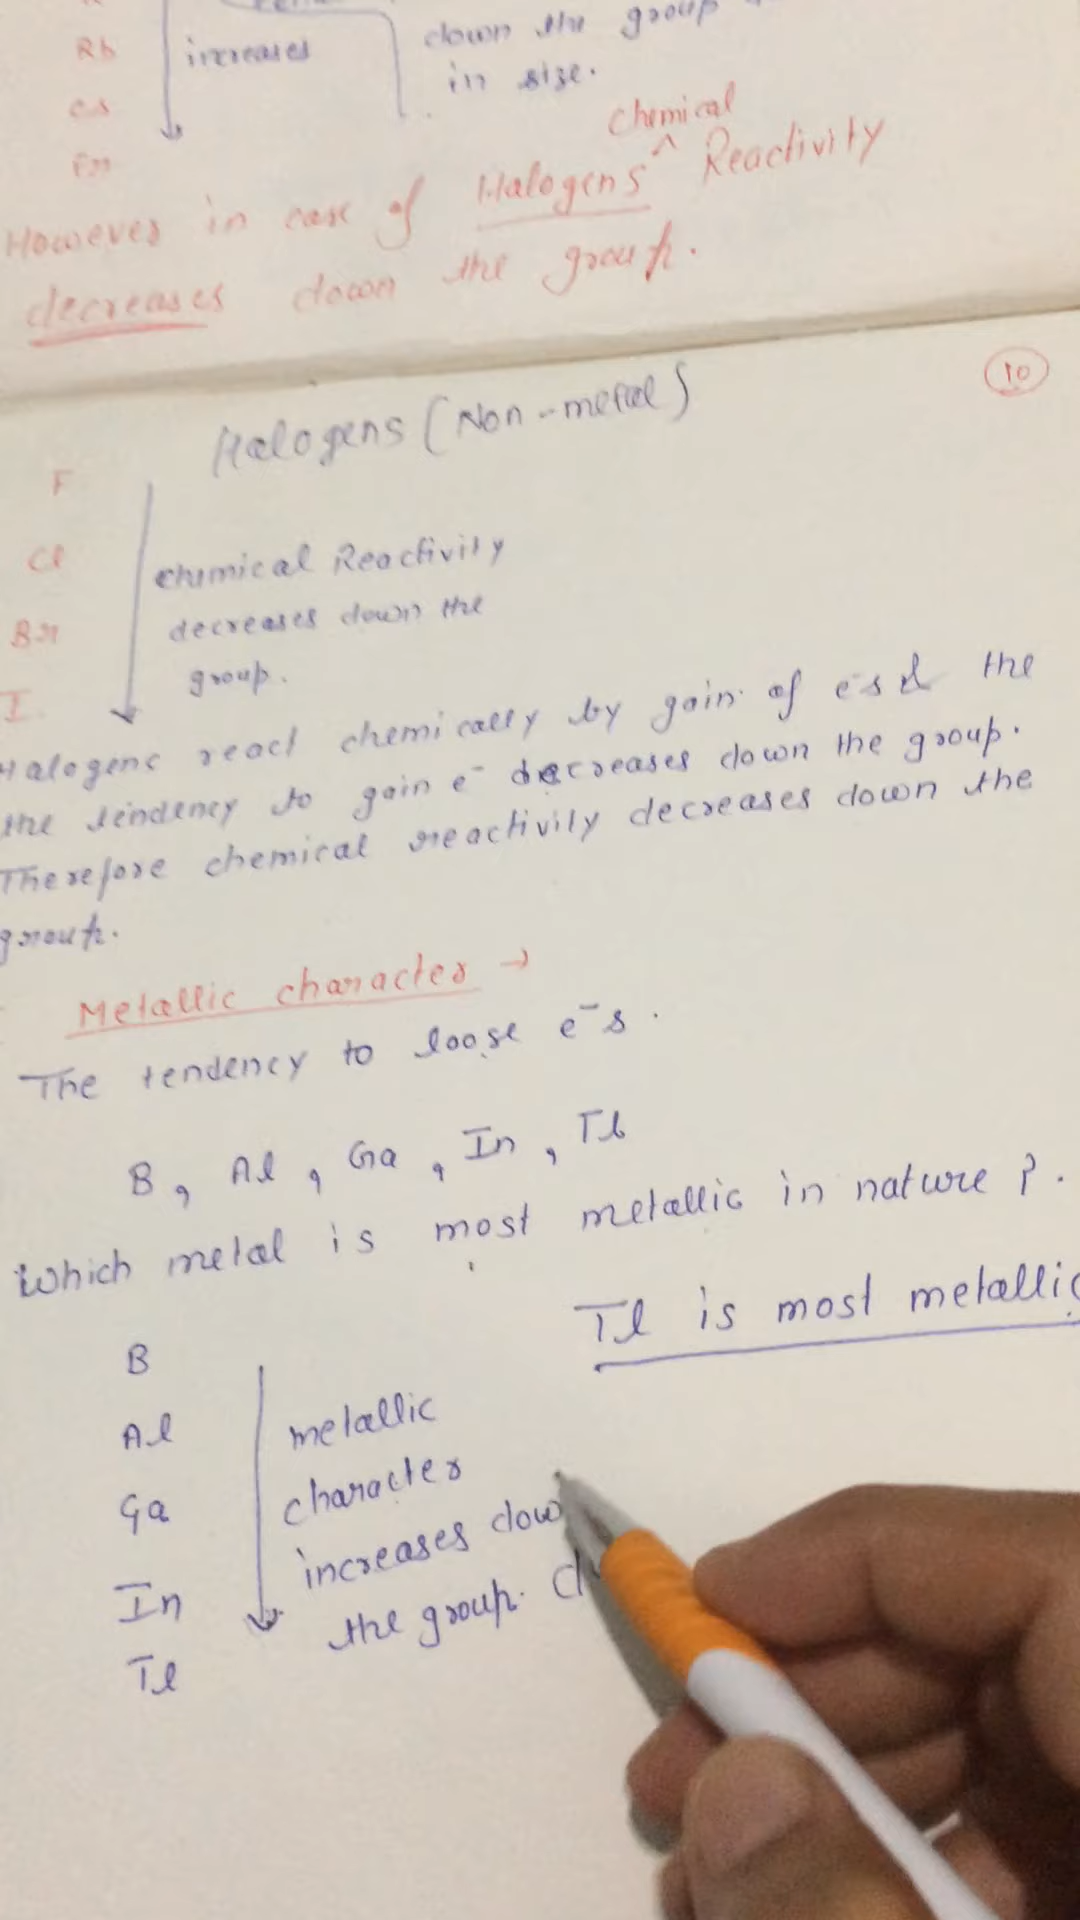 Rb increases down the group
Cs in size.
Fr
chemical
However in case of Halogens ^ Reactivity
decreases down the group.
10
Halogens (Non-metal)
F
Cl chemical Reactivity
Br decreases down the
group.
I
Halogens react chemically by gain of e⁻s & the
the tendency to gain e⁻ decreases down the group.
Therefore chemical reactivity decreases down the
group.
Metallic character →
The tendency to loose e⁻s.
B, Al, Ga, In, Tl
Which metal is most metallic in nature ?.
Tl is most metallic
B
Al metallic
character
Ga increases dow
In the group.
Tl